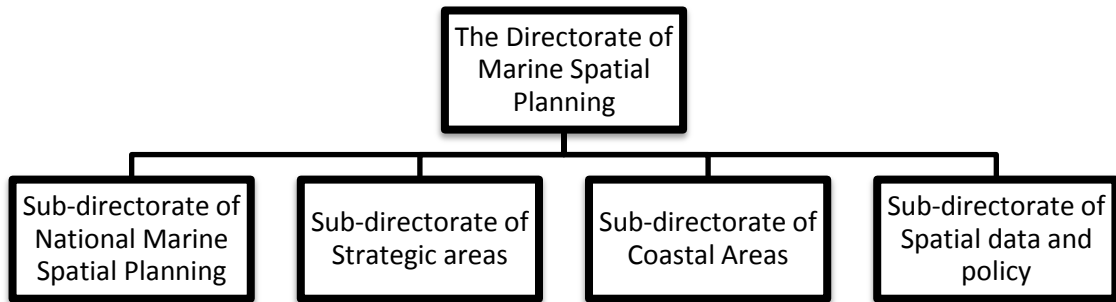 The Directorate of
Marine Spatial
Planning
Sub-directorate of
National Marine
Spatial Planning
Sub-directorate of
Strategic areas
Sub-directorate of
Coastal Areas
Sub-directorate of
Spatial data and
policy